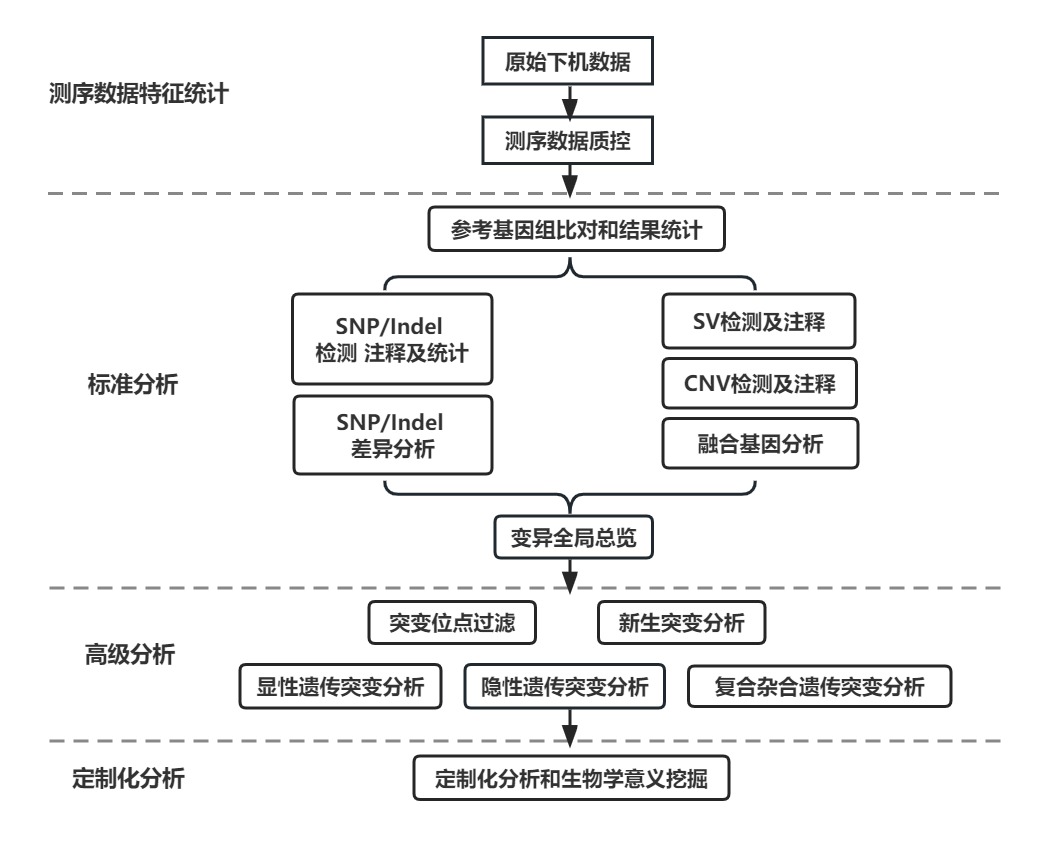 原始下机数据
测序数据特征统计
测序数据质控
参考基因组比对和结果统计
标准分析
SNP/Indel
检测 注释及统计
SNP/Indel
差异分析
SV检测及注释
CNV检测及注释
融合基因分析
变异全局总览
高级分析
突变位点过滤
新生突变分析
显性遗传突变分析
隐性遗传突变分析
复合杂合遗传突变分析
定制化分析
定制化分析和生物学意义挖掘